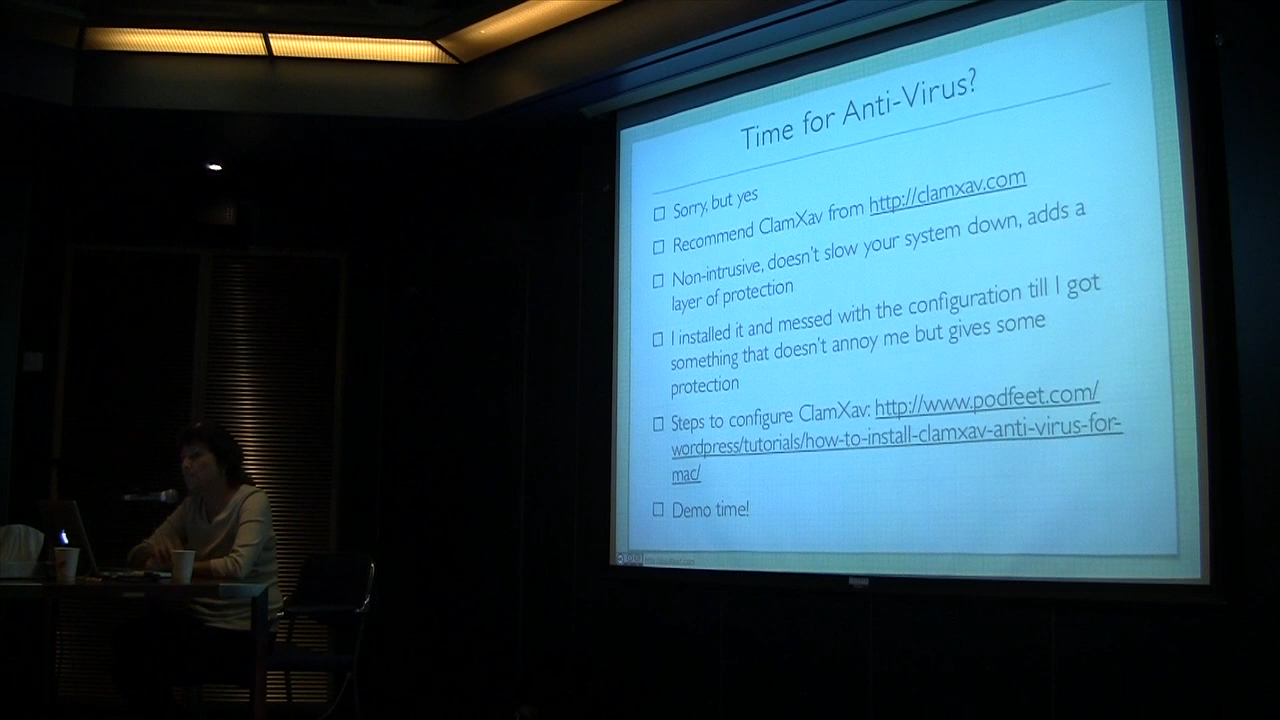 Time for Anti-Virus?
Sorry, but yes
Recommend ClamXav from http://clamxav.com
Non-intrusive, doesn't slow your system down, adds a
layer of protection
I installed it and messed with the configuration till I got
something that doesn't annoy me but gives some
protection
Steps to configure ClamXav: http://www.podfeet.com/
wordpress/tutorials/how-to-install-clamxav-anti-virus-for-
mac/
Demo time!